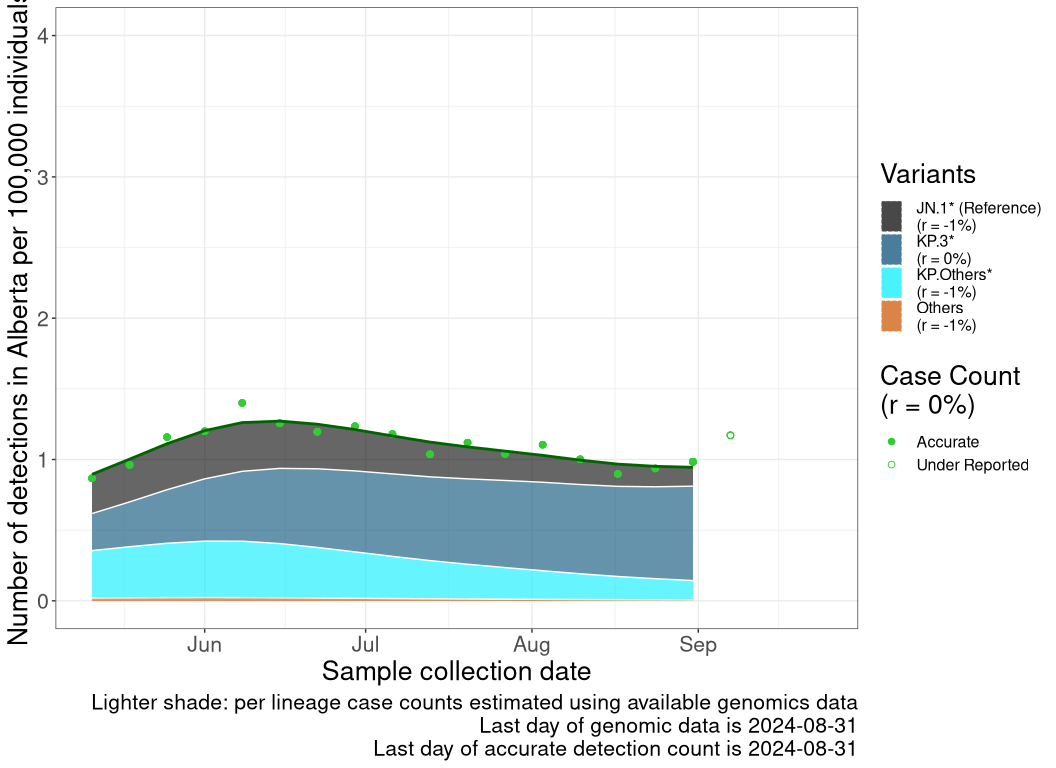 Number of detections in Alberta per 100,000 individuals
4
3
2
1
0
Jun Jul Aug Sep
Sample collection date
Lighter shade: per lineage case counts estimated using available genomics data
Last day of genomic data is 2024-08-31
Last day of accurate detection count is 2024-08-31
Variants
JN.1* (Reference)
(r = -1%)
KP.3*
(r = 0%)
KP.Others*
(r = -1%)
Others
(r = -1%)
Case Count
(r = 0%)
Accurate
Under Reported